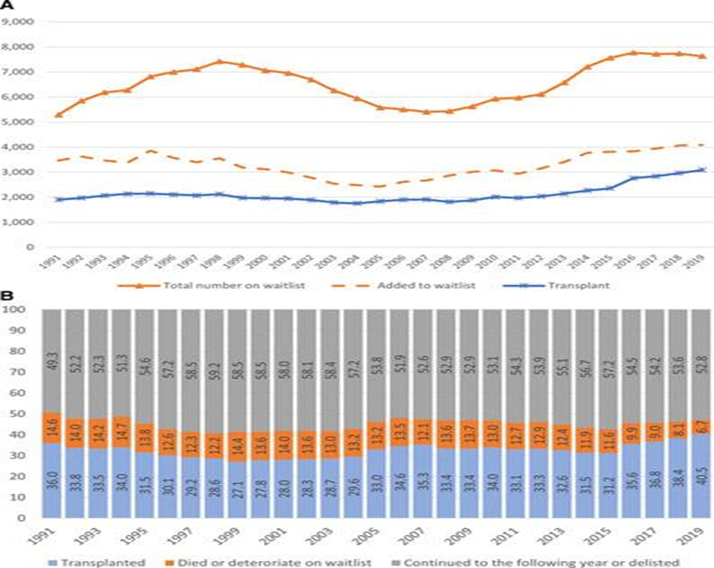 A
9,000
8,000
7,000
6,000
5,000
4,000
3,000
2,000
1,000
0
1991 1992 1993 1994 1995 1996 1997 1998 1999 2000 2001 2002 2003 2004 2005 2006 2007 2008 2009 2010 2011 2012 2013 2014 2015 2016 2017 2018 2019
Total number on waitlist Added to waitlist Transplant
B
100
90
80
70
60
50
40
30
20
10
0
49.3 52.2 52.3 51.3 54.6 57.2 58.5 59.2 58.5 58.5 58.0 58.1 58.4 57.2 53.8 51.9 52.6 52.9 52.9 53.1 54.3 53.9 55.1 56.7 57.2 54.5 54.2 53.6 52.8
14.6 14.0 14.2 14.7 13.8 12.6 12.3 12.2 14.4 13.6 14.0 13.6 13.0 13.2 13.2 13.5 12.1 13.6 13.7 13.0 12.7 12.9 12.4 11.9 11.6 9.9 9.0 8.1 6.7
36.0 33.8 33.5 34.0 31.5 30.1 29.2 28.6 27.1 27.8 28.0 28.3 28.7 29.6 33.0 34.6 35.3 33.4 33.4 34.0 33.1 33.3 32.6 31.5 31.2 35.6 36.8 38.4 40.5
1991 1993 1995 1997 1999 2001 2003 2005 2007 2009 2011 2013 2015 2017 2019
Transplanted Died or deteriorate on waitlist Continued to the following year or delisted